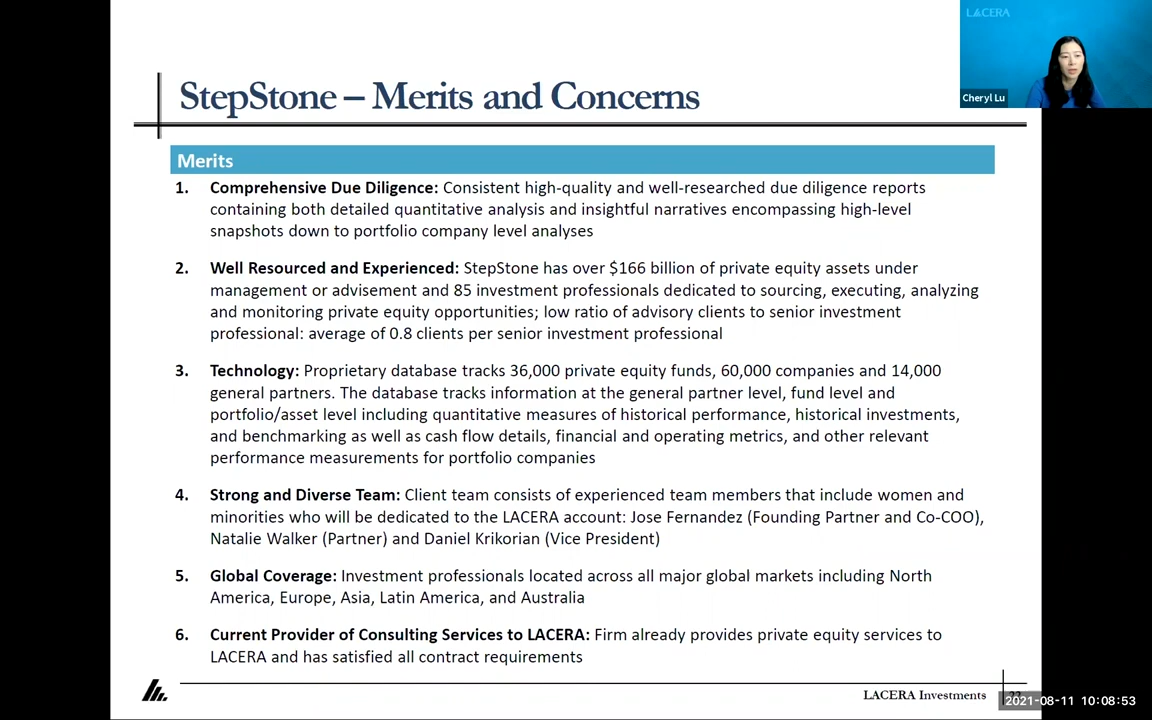 LACERA
Cheryl Lu
StepStone – Merits and Concerns
Merits
1. Comprehensive Due Diligence: Consistent high-quality and well-researched due diligence reports
containing both detailed quantitative analysis and insightful narratives encompassing high-level
snapshots down to portfolio company level analyses
2. Well Resourced and Experienced: StepStone has over $166 billion of private equity assets under
management or advisement and 85 investment professionals dedicated to sourcing, executing, analyzing
and monitoring private equity opportunities; low ratio of advisory clients to senior investment
professional: average of 0.8 clients per senior investment professional
3. Technology: Proprietary database tracks 36,000 private equity funds, 60,000 companies and 14,000
general partners. The database tracks information at the general partner level, fund level and
portfolio/asset level including quantitative measures of historical performance, historical investments,
and benchmarking as well as cash flow details, financial and operating metrics, and other relevant
performance measurements for portfolio companies
4. Strong and Diverse Team: Client team consists of experienced team members that include women and
minorities who will be dedicated to the LACERA account: Jose Fernandez (Founding Partner and Co-COO),
Natalie Walker (Partner) and Daniel Krikorian (Vice President)
5. Global Coverage: Investment professionals located across all major global markets including North
America, Europe, Asia, Latin America, and Australia
6. Current Provider of Consulting Services to LACERA: Firm already provides private equity services to
LACERA and has satisfied all contract requirements
LACERA Investments
2021-08-11 10:08:53